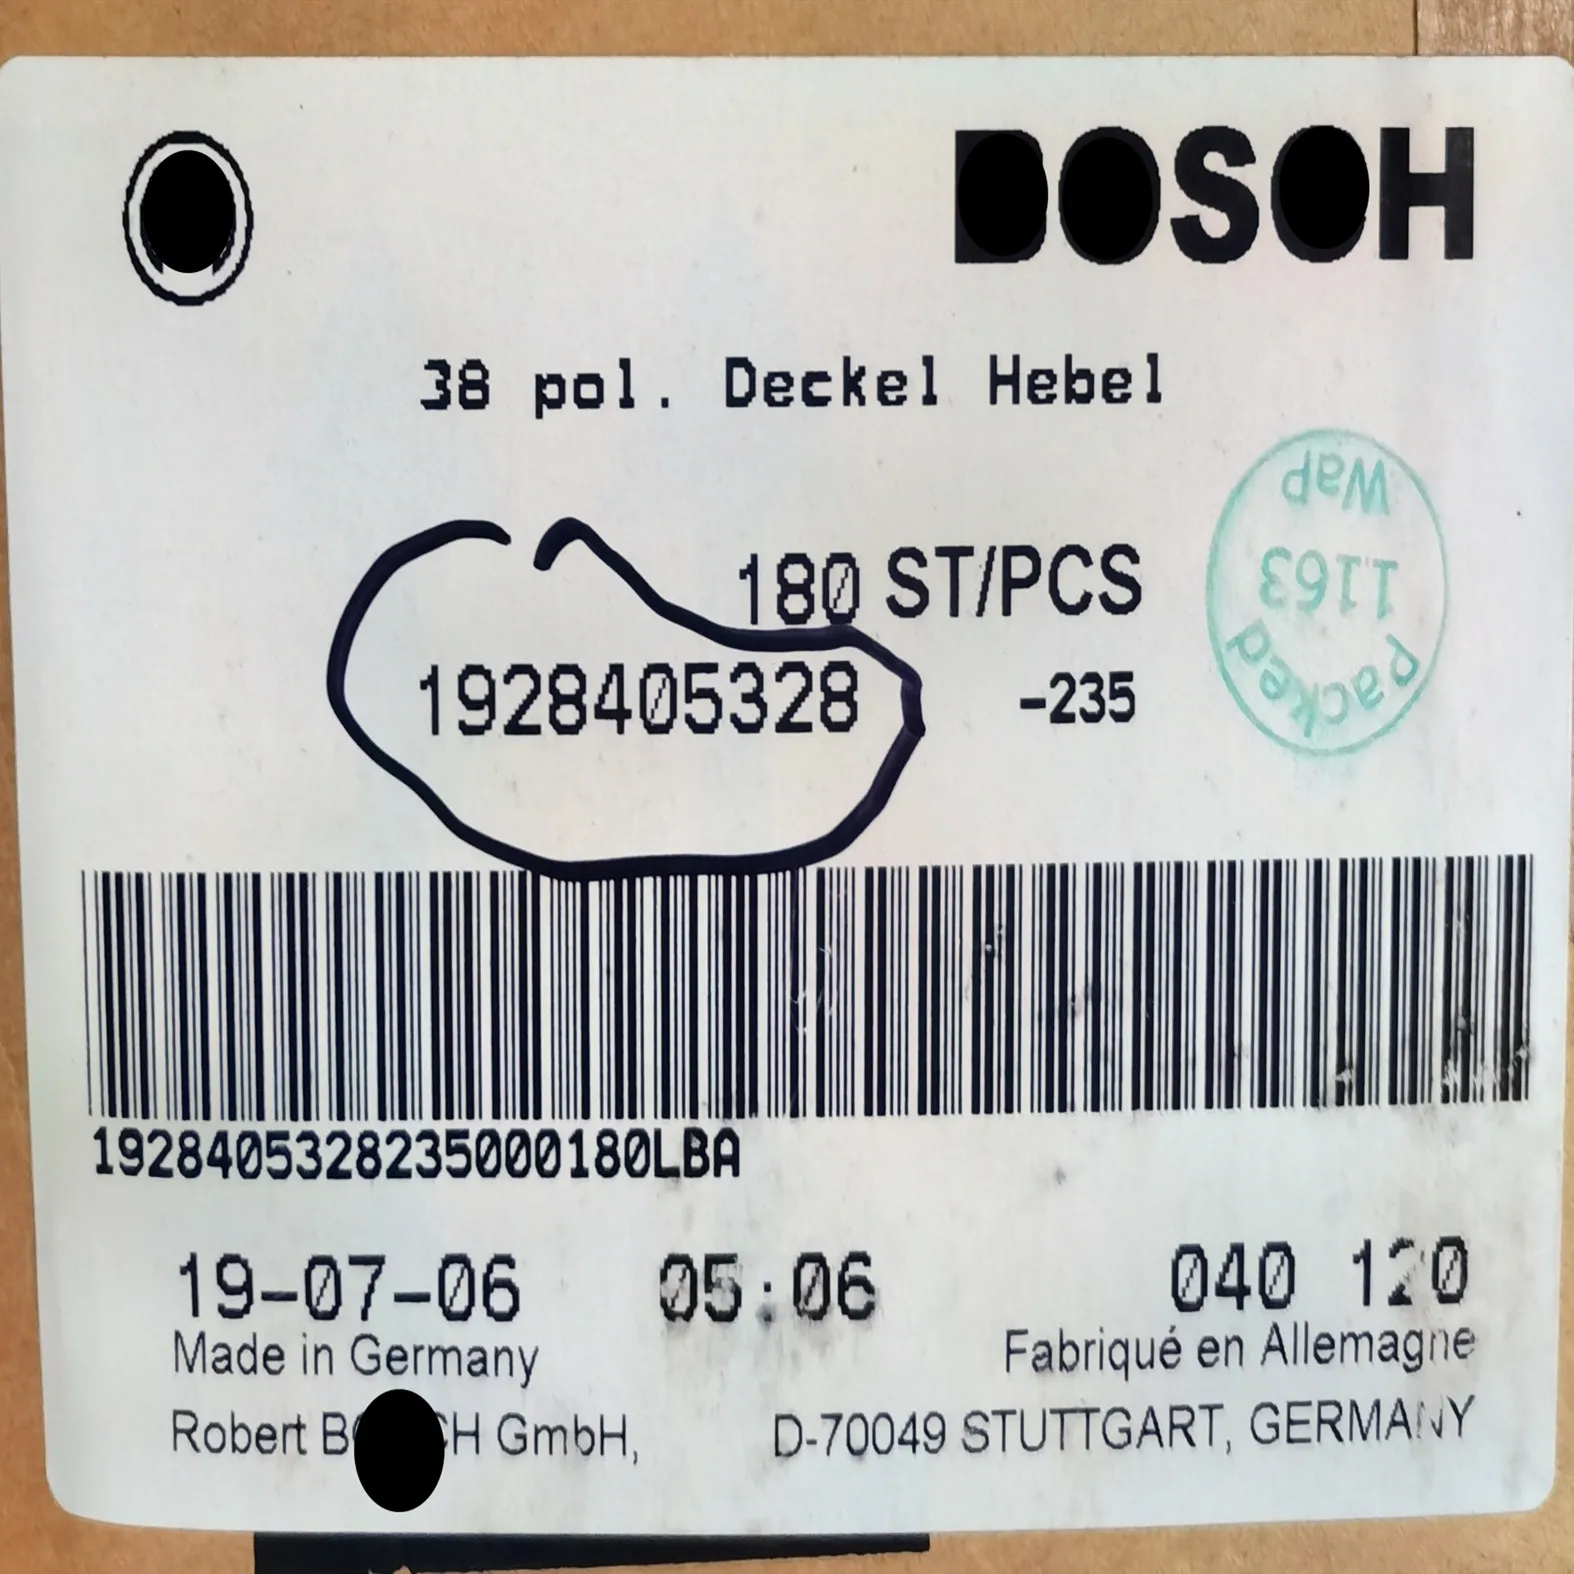 BOSCH
38 pol. Deckel Hebel
180 ST/PCS
1928405328 -235
WaP
1163
Packed
1928405328235000180LBA
19-07-06 05:06 040 120
Made in Germany Fabriqué en Allemagne
Robert BOSCH GmbH, D-70049 STUTTGART, GERMANY